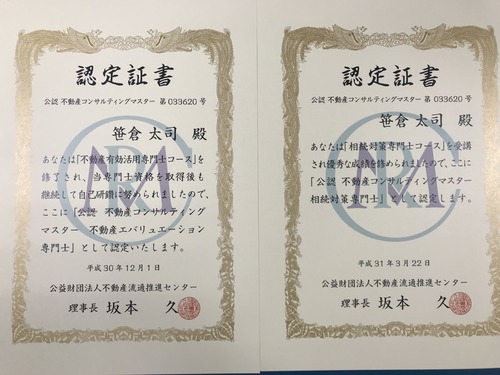 認定証書
公認 不動産コンサルティングマスター 第 033620 号
笹倉 太司 殿
あなたは「不動産有効活用専門士コース」を
修了され、当専門士資格を取得後も
継続して自己研鑽に努められましたので、
ここに「公認 不動産コンサルティング
マスター 不動産エバリュエーション
専門士」として認定いたします。
平成 30 年 12 月 1 日
公益財団法人不動産流通推進センター
理事長 坂本 久
認定証書
公認 不動産コンサルティングマスター 第 033620 号
笹倉 太司 殿
あなたは「相続対策専門士コース」を受講
され優秀な成績を修められましたので、ここに
「公認 不動産コンサルティングマスター
相続対策専門士」として認定します。
平成 31 年 3 月 22 日
公益財団法人不動産流通推進センター
理事長 坂本 久